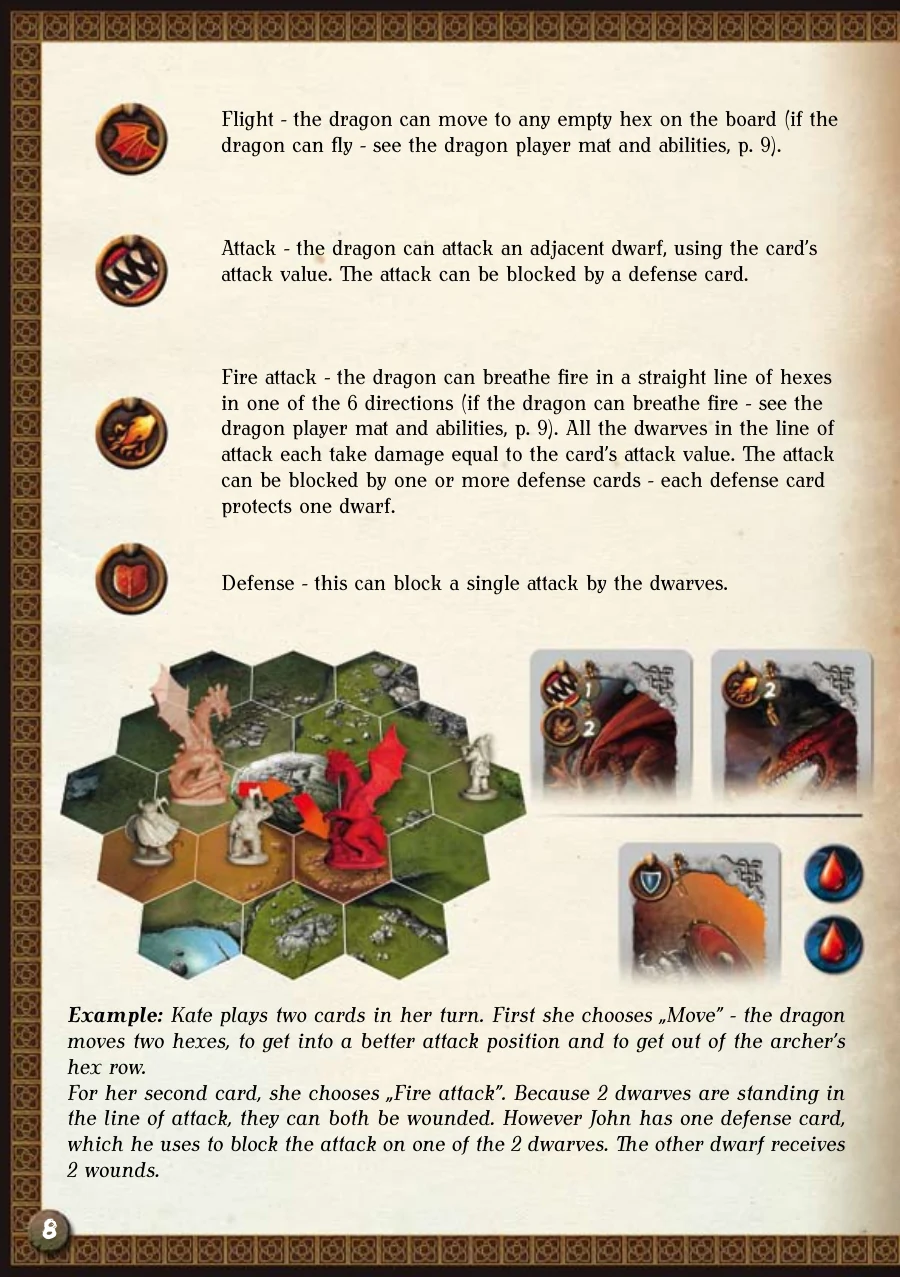 Flight - the dragon can move to any empty hex on the board (if the
dragon can fly - see the dragon player mat and abilities, p. 9).
Attack - the dragon can attack an adjacent dwarf, using the card's
attack value. The attack can be blocked by a defense card.
Fire attack - the dragon can breathe fire in a straight line of hexes
in one of the 6 directions (if the dragon can breathe fire - see the
dragon player mat and abilities, p. 9). All the dwarves in the line of
attack each take damage equal to the card's attack value. The attack
can be blocked by one or more defense cards - each defense card
protects one dwarf.
Defense - this can block a single attack by the dwarves.
1
2
2
Example: Kate plays two cards in her turn. First she chooses „Move” - the dragon
moves two hexes, to get into a better attack position and to get out of the archer's
hex row.
For her second card, she chooses „Fire attack”. Because 2 dwarves are standing in
the line of attack, they can both be wounded. However John has one defense card,
which he uses to block the attack on one of the 2 dwarves. The other dwarf receives
2 wounds.
8